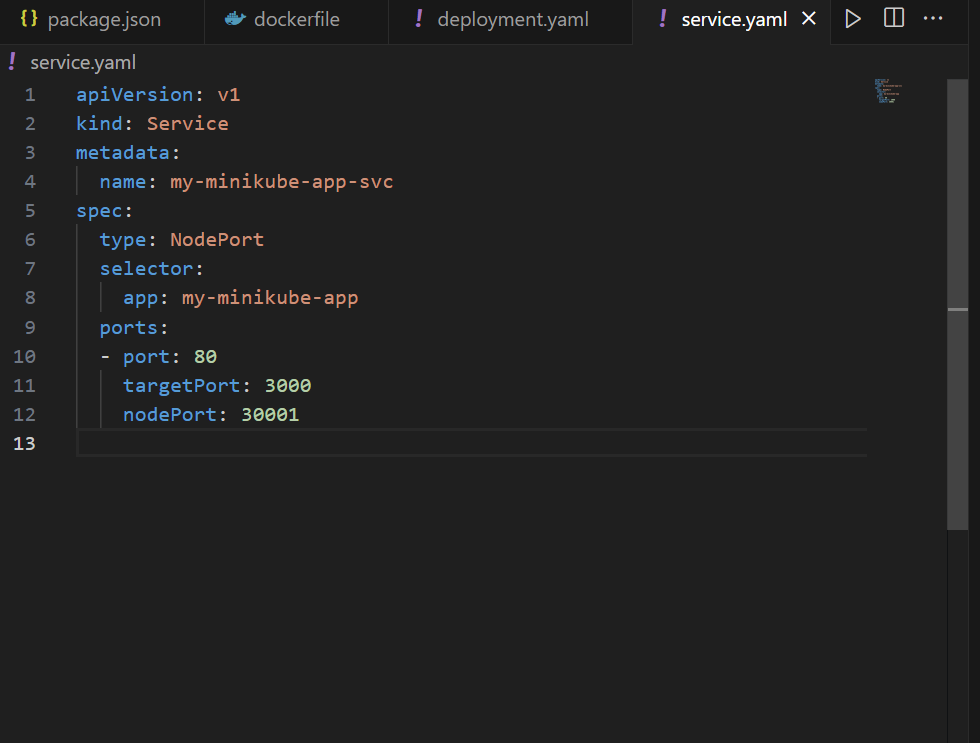 {} package.json dockerfile ! deployment.yaml ! service.yaml
! service.yaml
1 apiVersion: v1
2 kind: Service
3 metadata:
4   name: my-minikube-app-svc
5 spec:
6   type: NodePort
7   selector:
8     app: my-minikube-app
9   ports:
10   - port: 80
11     targetPort: 3000
12     nodePort: 30001
13